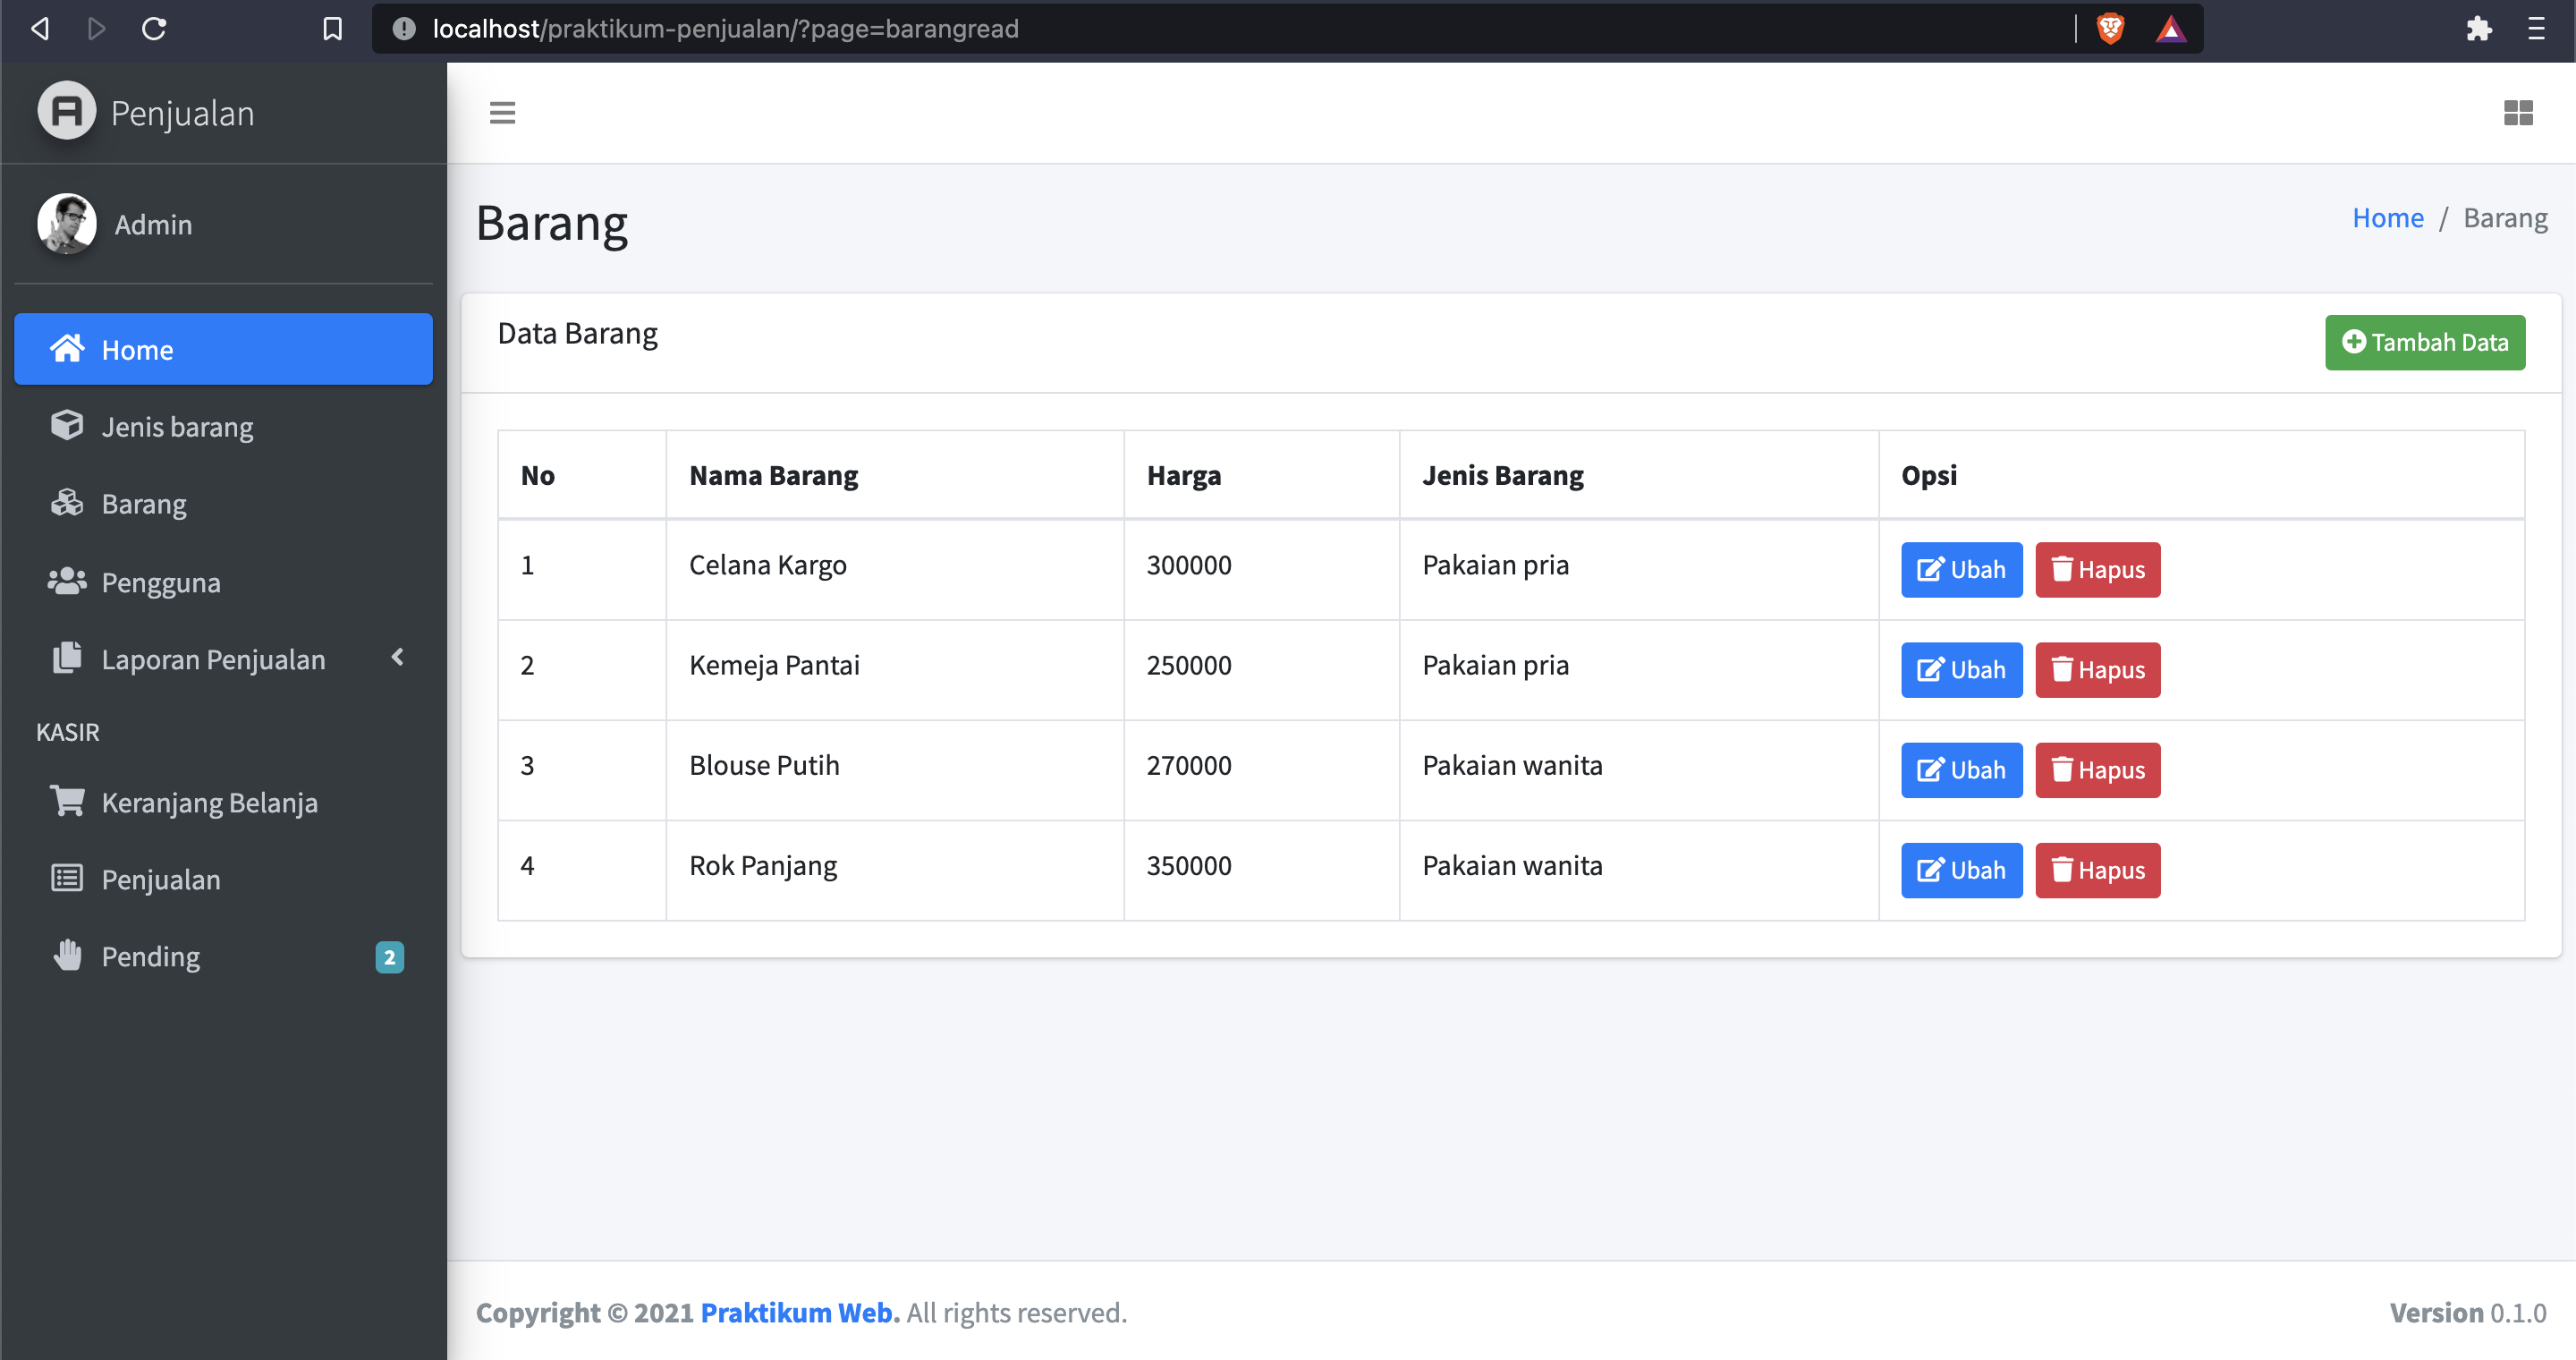 localhost/praktikum-penjualan/?page=barangread
Penjualan
Admin
Home
Jenis barang
Barang
Pengguna
Laporan Penjualan
KASIR
Keranjang Belanja
Penjualan
Pending 2
Barang
Home / Barang
Data Barang
Tambah Data
No Nama Barang Harga Jenis Barang Opsi
1 Celana Kargo 300000 Pakaian pria Ubah Hapus
2 Kemeja Pantai 250000 Pakaian pria Ubah Hapus
3 Blouse Putih 270000 Pakaian wanita Ubah Hapus
4 Rok Panjang 350000 Pakaian wanita Ubah Hapus
Copyright © 2021 Praktikum Web. All rights reserved.
Version 0.1.0